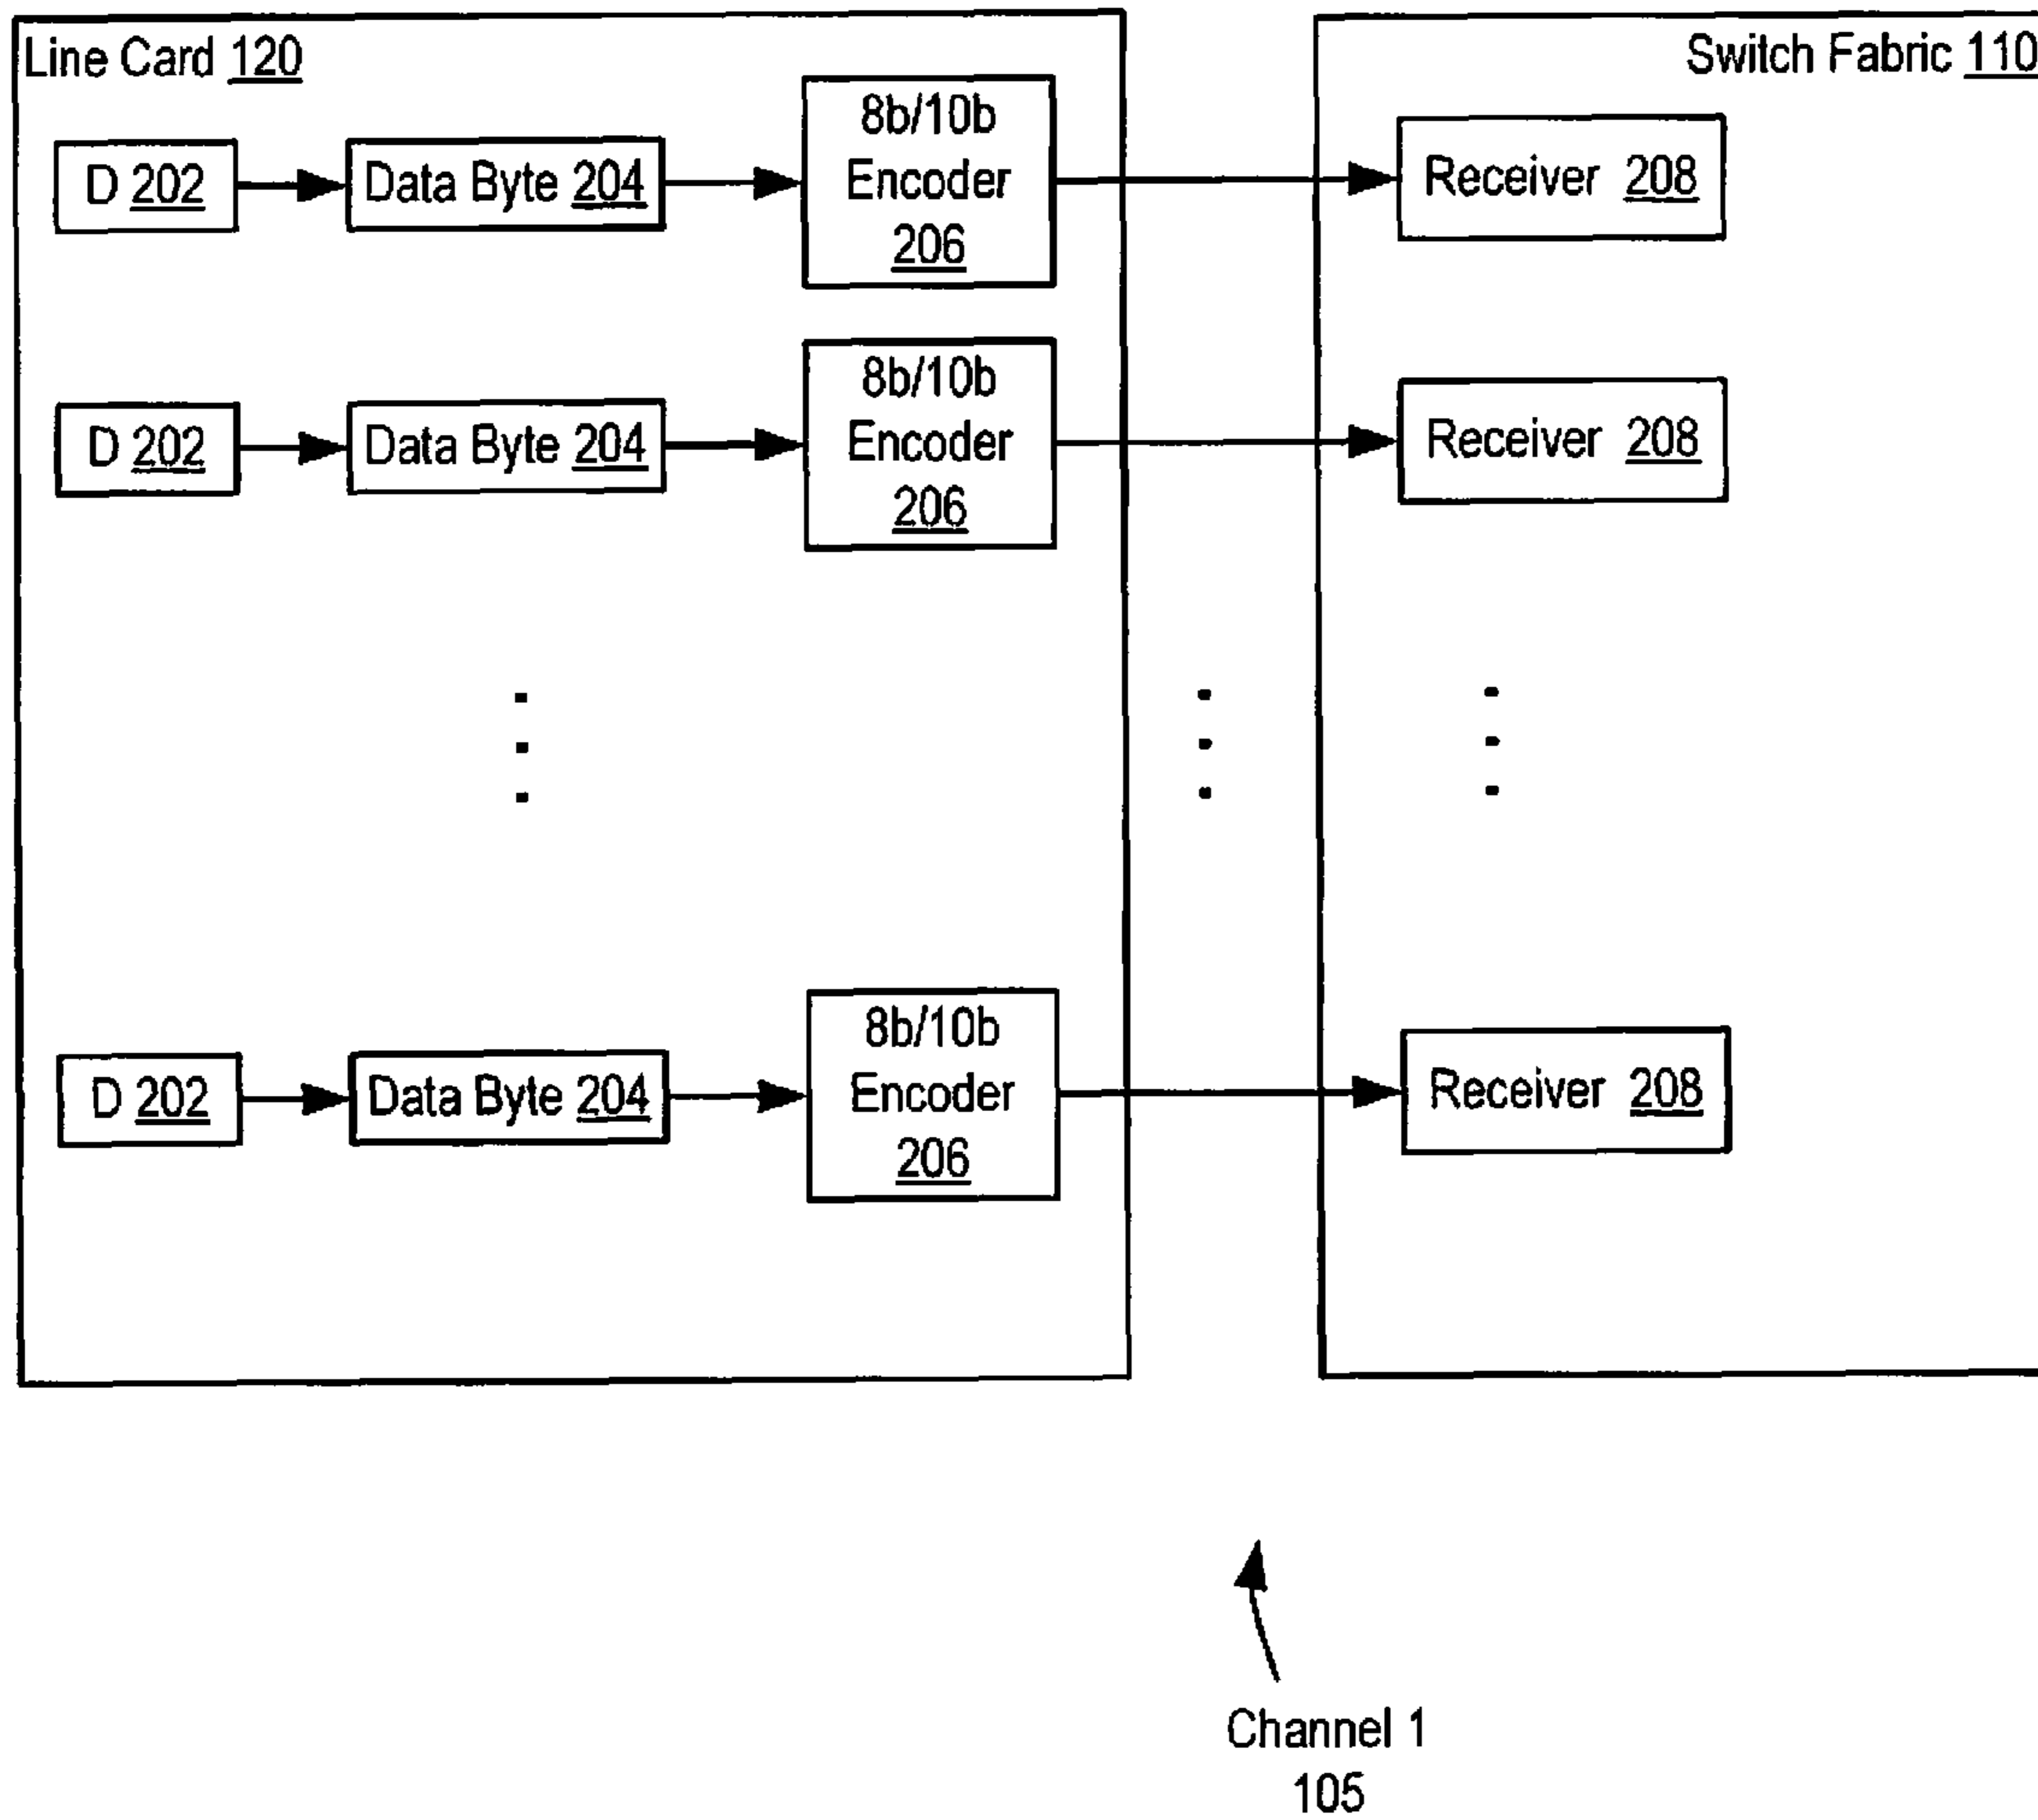 Line Card 120
Switch Fabric 110
D 202
Data Byte 204
8b/10b
Encoder
206
Receiver 208
D 202
Data Byte 204
8b/10b
Encoder
206
Receiver 208
D 202
Data Byte 204
8b/10b
Encoder
206
Receiver 208
Channel 1
105